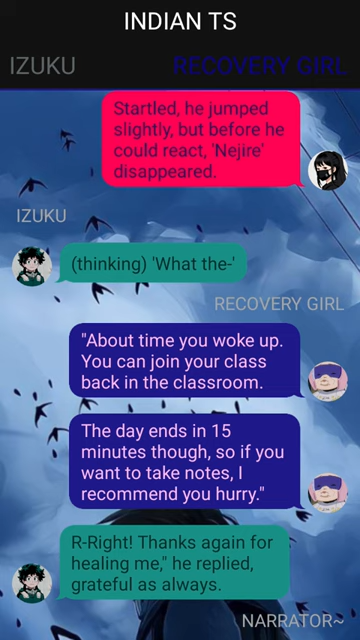 INDIAN TS
IZUKU
RECOVERY GIRL
Startled, he jumped
slightly, but before he
could react, 'Nejire'
disappeared.
IZUKU
(thinking) 'What the-'
RECOVERY GIRL
"About time you woke up.
You can join your class
back in the classroom.
The day ends in 15
minutes though, so if you
want to take notes, I
recommend you hurry."
R-Right! Thanks again for
healing me," he replied,
grateful as always.
NARRATOR~